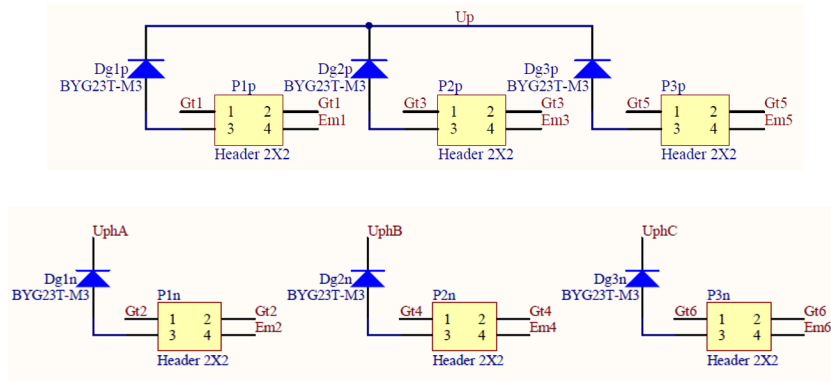 Up
Dg1p
BYG23T-M3
P1p
Gt1
1 2
Gt1
3 4
Em1
Header 2X2
Dg2p
BYG23T-M3
P2p
Gt3
1 2
Gt3
3 4
Em3
Header 2X2
Dg3p
BYG23T-M3
P3p
Gt5
1 2
Gt5
3 4
Em5
Header 2X2
UphA
Dg1n
BYG23T-M3
P1n
Gt2
1 2
Gt2
3 4
Em2
Header 2X2
UphB
Dg2n
BYG23T-M3
P2n
Gt4
1 2
Gt4
3 4
Em4
Header 2X2
UphC
Dg3n
BYG23T-M3
P3n
Gt6
1 2
Gt6
3 4
Em6
Header 2X2